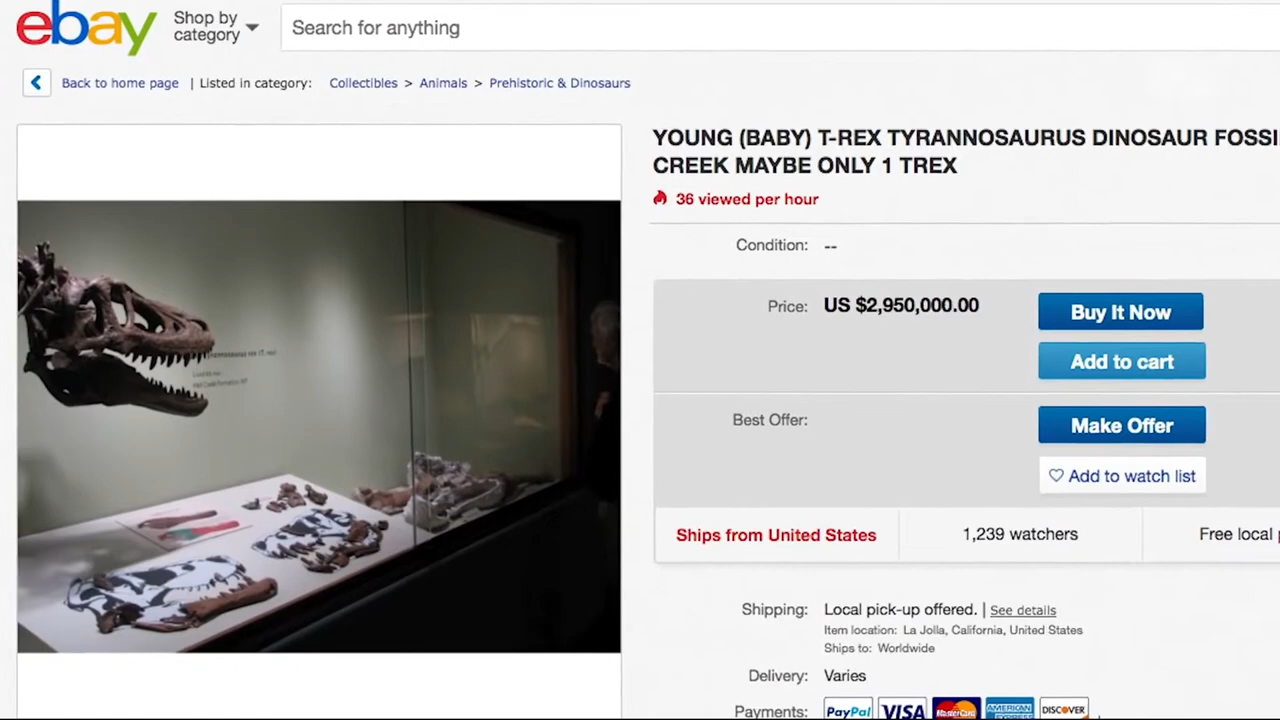 ebay
Shop by
category
Search for anything
Back to home page | Listed in category: Collectibles > Animals > Prehistoric & Dinosaurs
YOUNG (BABY) T-REX TYRANNOSAURUS DINOSAUR FOSSI
CREEK MAYBE ONLY 1 TREX
36 viewed per hour
Condition: --
Price: US $2,950,000.00
Buy It Now
Add to cart
Best Offer:
Make Offer
Add to watch list
Ships from United States
1,239 watchers
Free local
Shipping: Local pick-up offered. | See details
Item location: La Jolla, California, United States
Ships to: Worldwide
Delivery: Varies
Payments: PayPal VISA MasterCard AMERICAN EXPRESS DISCOVER